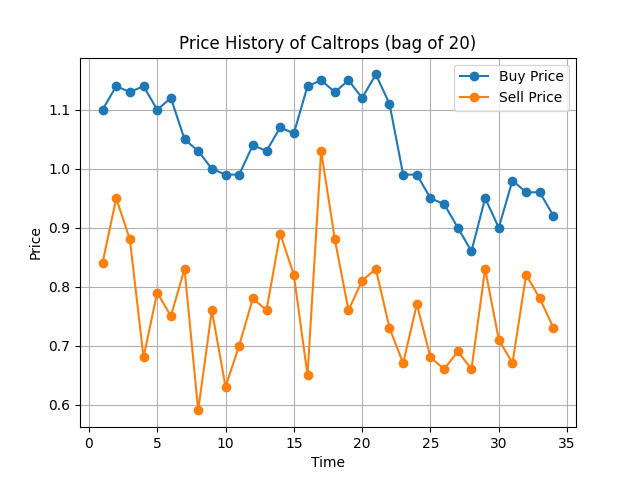 Price History of Caltrops (bag of 20)
Buy Price
Sell Price
Price
1.1
1.0
0.9
0.8
0.7
0.6
0 5 10 15 20 25 30 35
Time